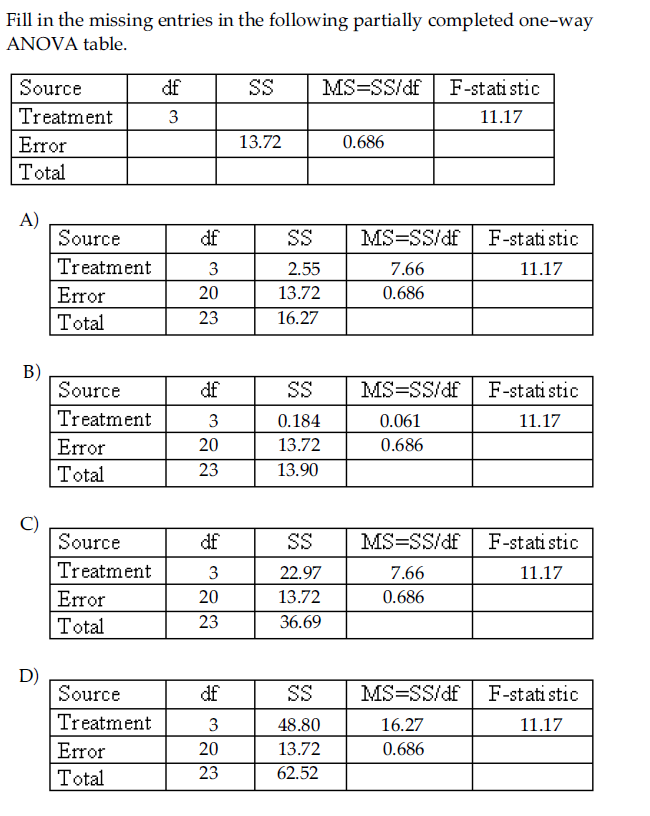 Fill in the missing entries in the following partially completed one-way
ANOVA table.
Source df SS MS=SS/df F-statistic
Treatment 3 11.17
Error 13.72 0.686
Total
A)
Source df SS MS=SS/df F-statistic
Treatment 3 2.55 7.66 11.17
Error 20 13.72 0.686
Total 23 16.27
B)
Source df SS MS=SS/df F-statistic
Treatment 3 0.184 0.061 11.17
Error 20 13.72 0.686
Total 23 13.90
C)
Source df SS MS=SS/df F-statistic
Treatment 3 22.97 7.66 11.17
Error 20 13.72 0.686
Total 23 36.69
D)
Source df SS MS=SS/df F-statistic
Treatment 3 48.80 16.27 11.17
Error 20 13.72 0.686
Total 23 62.52